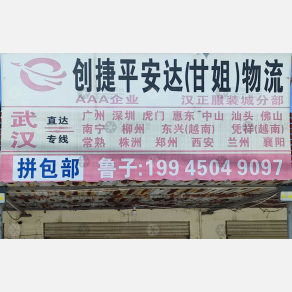 创捷平安达(甘姐)物流
AAA企业 汉正服装城分部
武汉 直达专线
广州 深圳 虎门 惠东 中山 汕头 佛山
南宁 柳州 东兴(越南) 凭祥(越南)
常熟 株洲 郑州 西安 兰州 襄阳
拼包部 鲁子:199 4504 9097